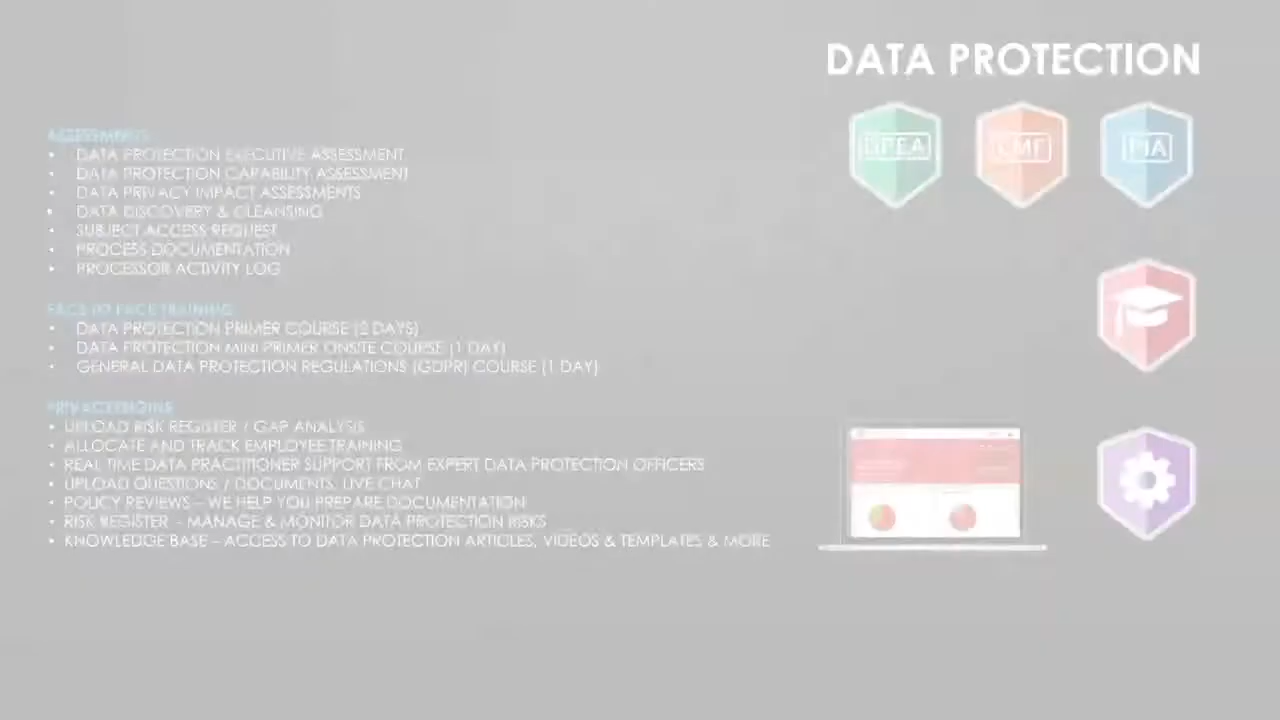 DATA PROTECTION
DPEA
CMF
PIA
ASSESSMENTS
• DATA PROTECTION EXECUTIVE ASSESSMENT
• DATA PROTECTION CAPABILITY ASSESSMENT
• DATA PRIVACY IMPACT ASSESSMENTS
• DATA DISCOVERY & CLEANSING
• SUBJECT ACCESS REQUEST
• PROCESS DOCUMENTATION
• PROCESSOR ACTIVITY LOG
FACE TO FACE TRAINING
• DATA PROTECTION PRIMER COURSE (2 DAYS)
• DATA PROTECTION MINI PRIMER ONSITE COURSE (1 DAY)
• GENERAL DATA PROTECTION REGULATIONS (GDPR) COURSE (1 DAY)
PRIVACYENGINE
• UPLOAD RISK REGISTER / GAP ANALYSIS
• ALLOCATE AND TRACK EMPLOYEE TRAINING
• REAL TIME DATA PRACTITIONER SUPPORT FROM EXPERT DATA PROTECTION OFFICERS
• UPLOAD QUESTIONS / DOCUMENTS, LIVE CHAT
• POLICY REVIEWS – WE HELP YOU PREPARE DOCUMENTATION
• RISK REGISTER - MANAGE & MONITOR DATA PROTECTION RISKS
• KNOWLEDGE BASE – ACCESS TO DATA PROTECTION ARTICLES, VIDEOS & TEMPLATES & MORE